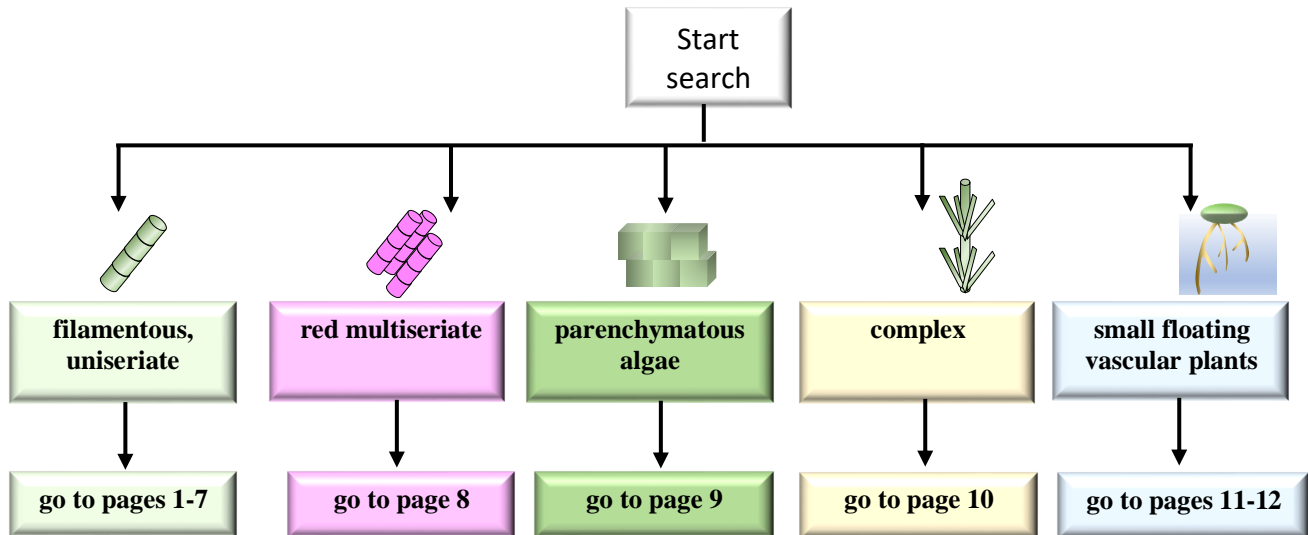 Start
search
filamentous,
uniseriate
red multiseriate
parenchymatous
algae
complex
small floating
vascular plants
go to pages 1-7
go to page 8
go to page 9
go to page 10
go to pages 11-12